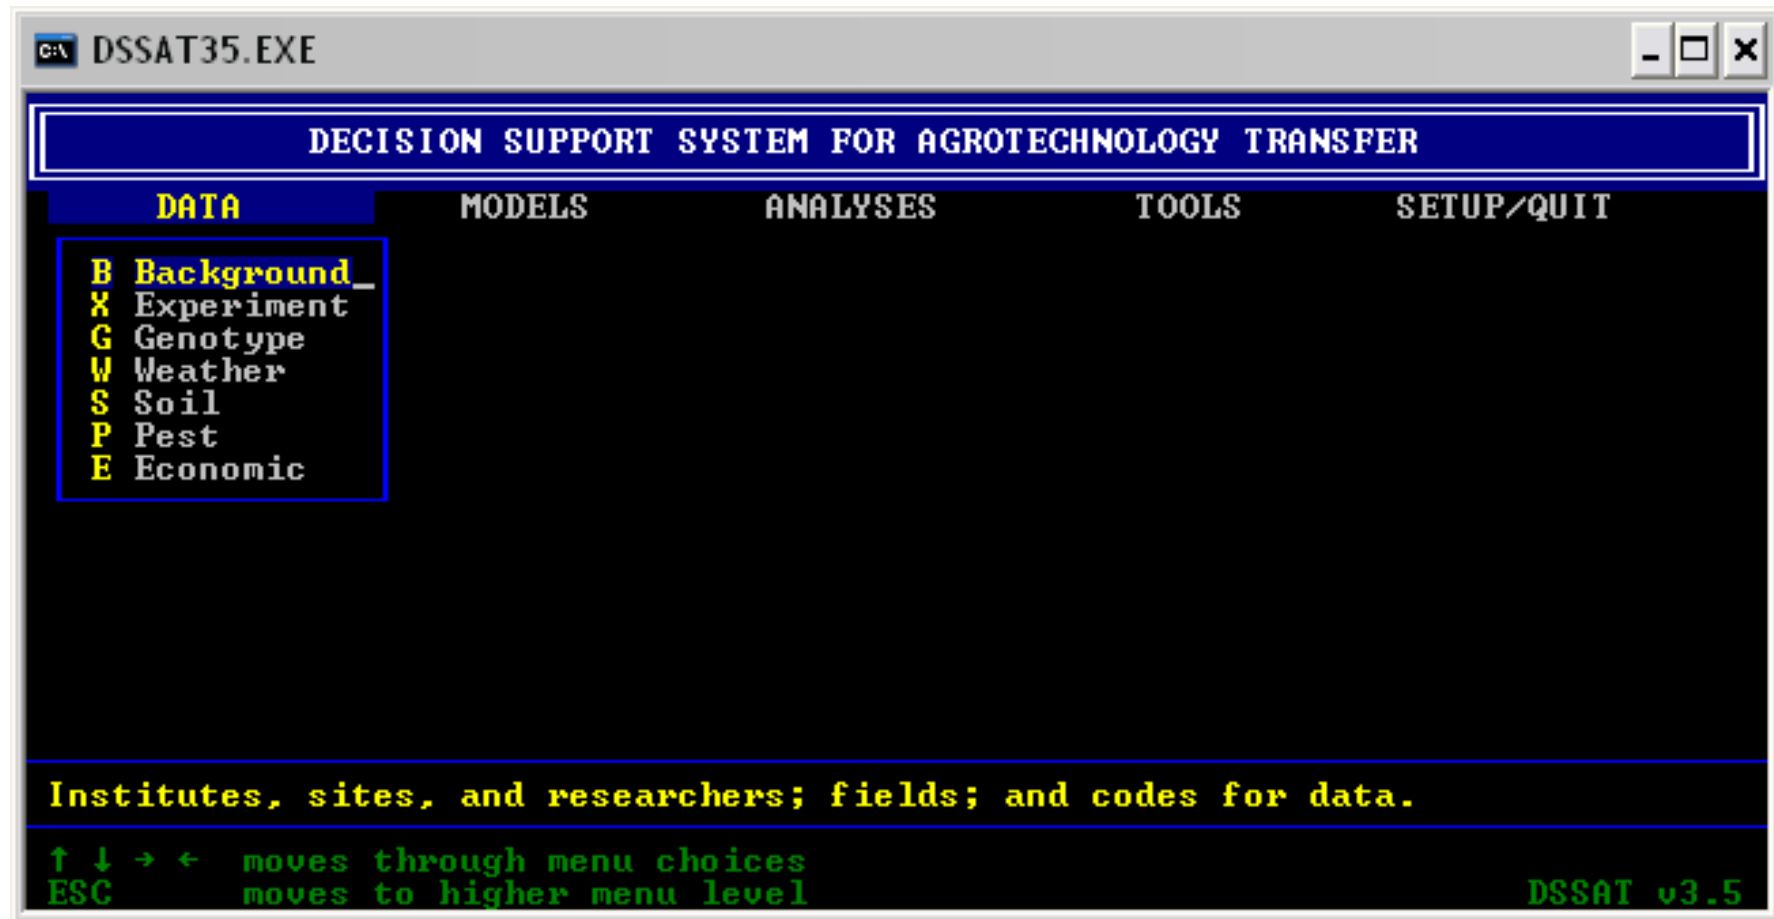 DSSAT35.EXE
DECISION SUPPORT SYSTEM FOR AGROTECHNOLOGY TRANSFER
DATA MODELS ANALYSES TOOLS SETUP/QUIT
B Background_
X Experiment
G Genotype
W Weather
S Soil
P Pest
E Economic
Institutes, sites, and researchers; fields; and codes for data.
↑ ↓ → ← moves through menu choices
ESC moves to higher menu level DSSAT v3.5